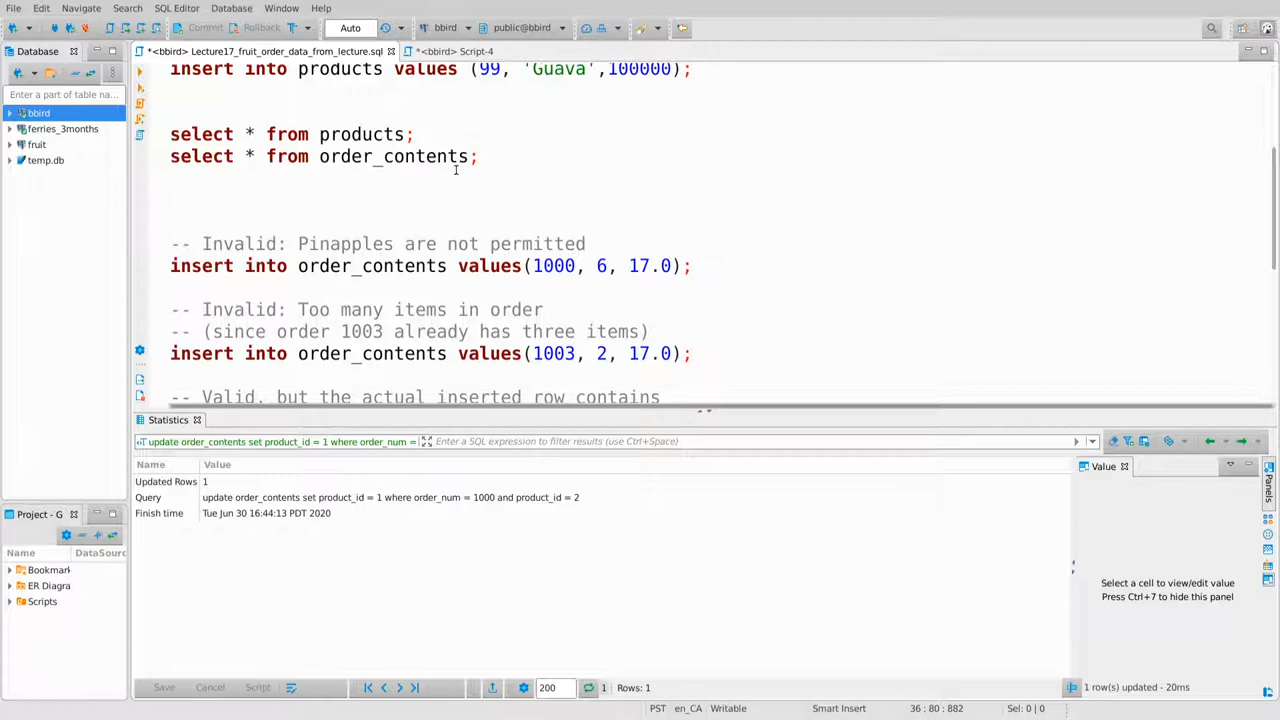 File Edit Navigate Search SQL Editor Database Window Help
Commit Rollback Auto bbird public@bbird
Database *<bbird> Lecture17_fruit_order_data_from_lecture.sql *<bbird> Script-4
Enter a part of table na...
bbird
ferries_3months
fruit
temp.db
insert into products values (99, 'Guava',100000);
select * from products;
select * from order_contents;
-- Invalid: Pinapples are not permitted
insert into order_contents values(1000, 6, 17.0);
-- Invalid: Too many items in order
-- (since order 1003 already has three items)
insert into order_contents values(1003, 2, 17.0);
-- Valid, but the actual inserted row contains
Statistics
update order_contents set product_id = 1 where order_num = Enter a SQL expression to filter results (use Ctrl+Space)
Name Value
Updated Rows 1
Query update order_contents set product_id = 1 where order_num = 1000 and product_id = 2
Finish time Tue Jun 30 16:44:13 PDT 2020
Value
Panels
Select a cell to view/edit value
Press Ctrl+7 to hide this panel
Project - G
Name DataSourc
Bookmark
ER Diagra
Scripts
Save Cancel Script 200 1 Rows: 1 1 row(s) updated - 20ms
PST en_CA Writable Smart Insert 36 : 80 : 882 Sel: 0 | 0